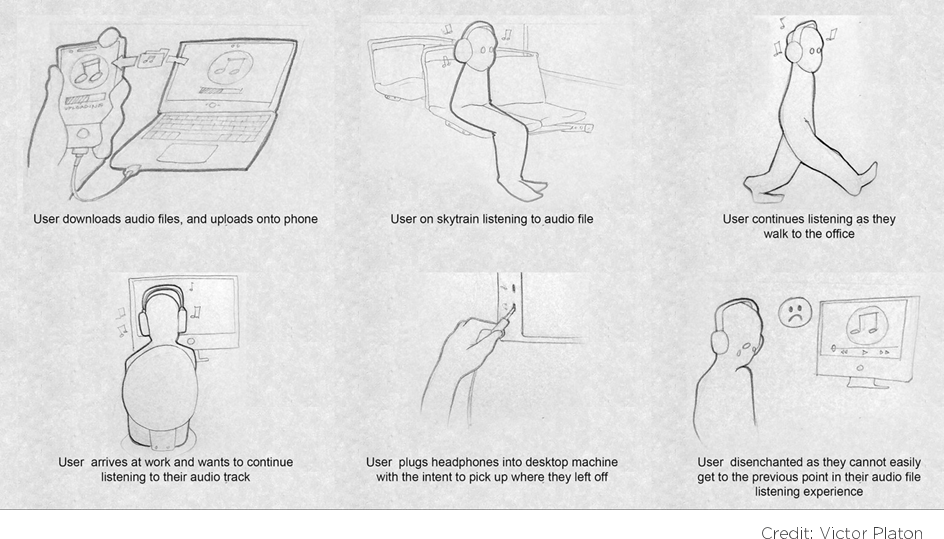 UPLOADING
User downloads audio files, and uploads onto phone
User on skytrain listening to audio file
User continues listening as they
walk to the office
User arrives at work and wants to continue
listening to their audio track
User plugs headphones into desktop machine
with the intent to pick up where they left off
User disenchanted as they cannot easily
get to the previous point in their audio file
listening experience
Credit: Victor Platon